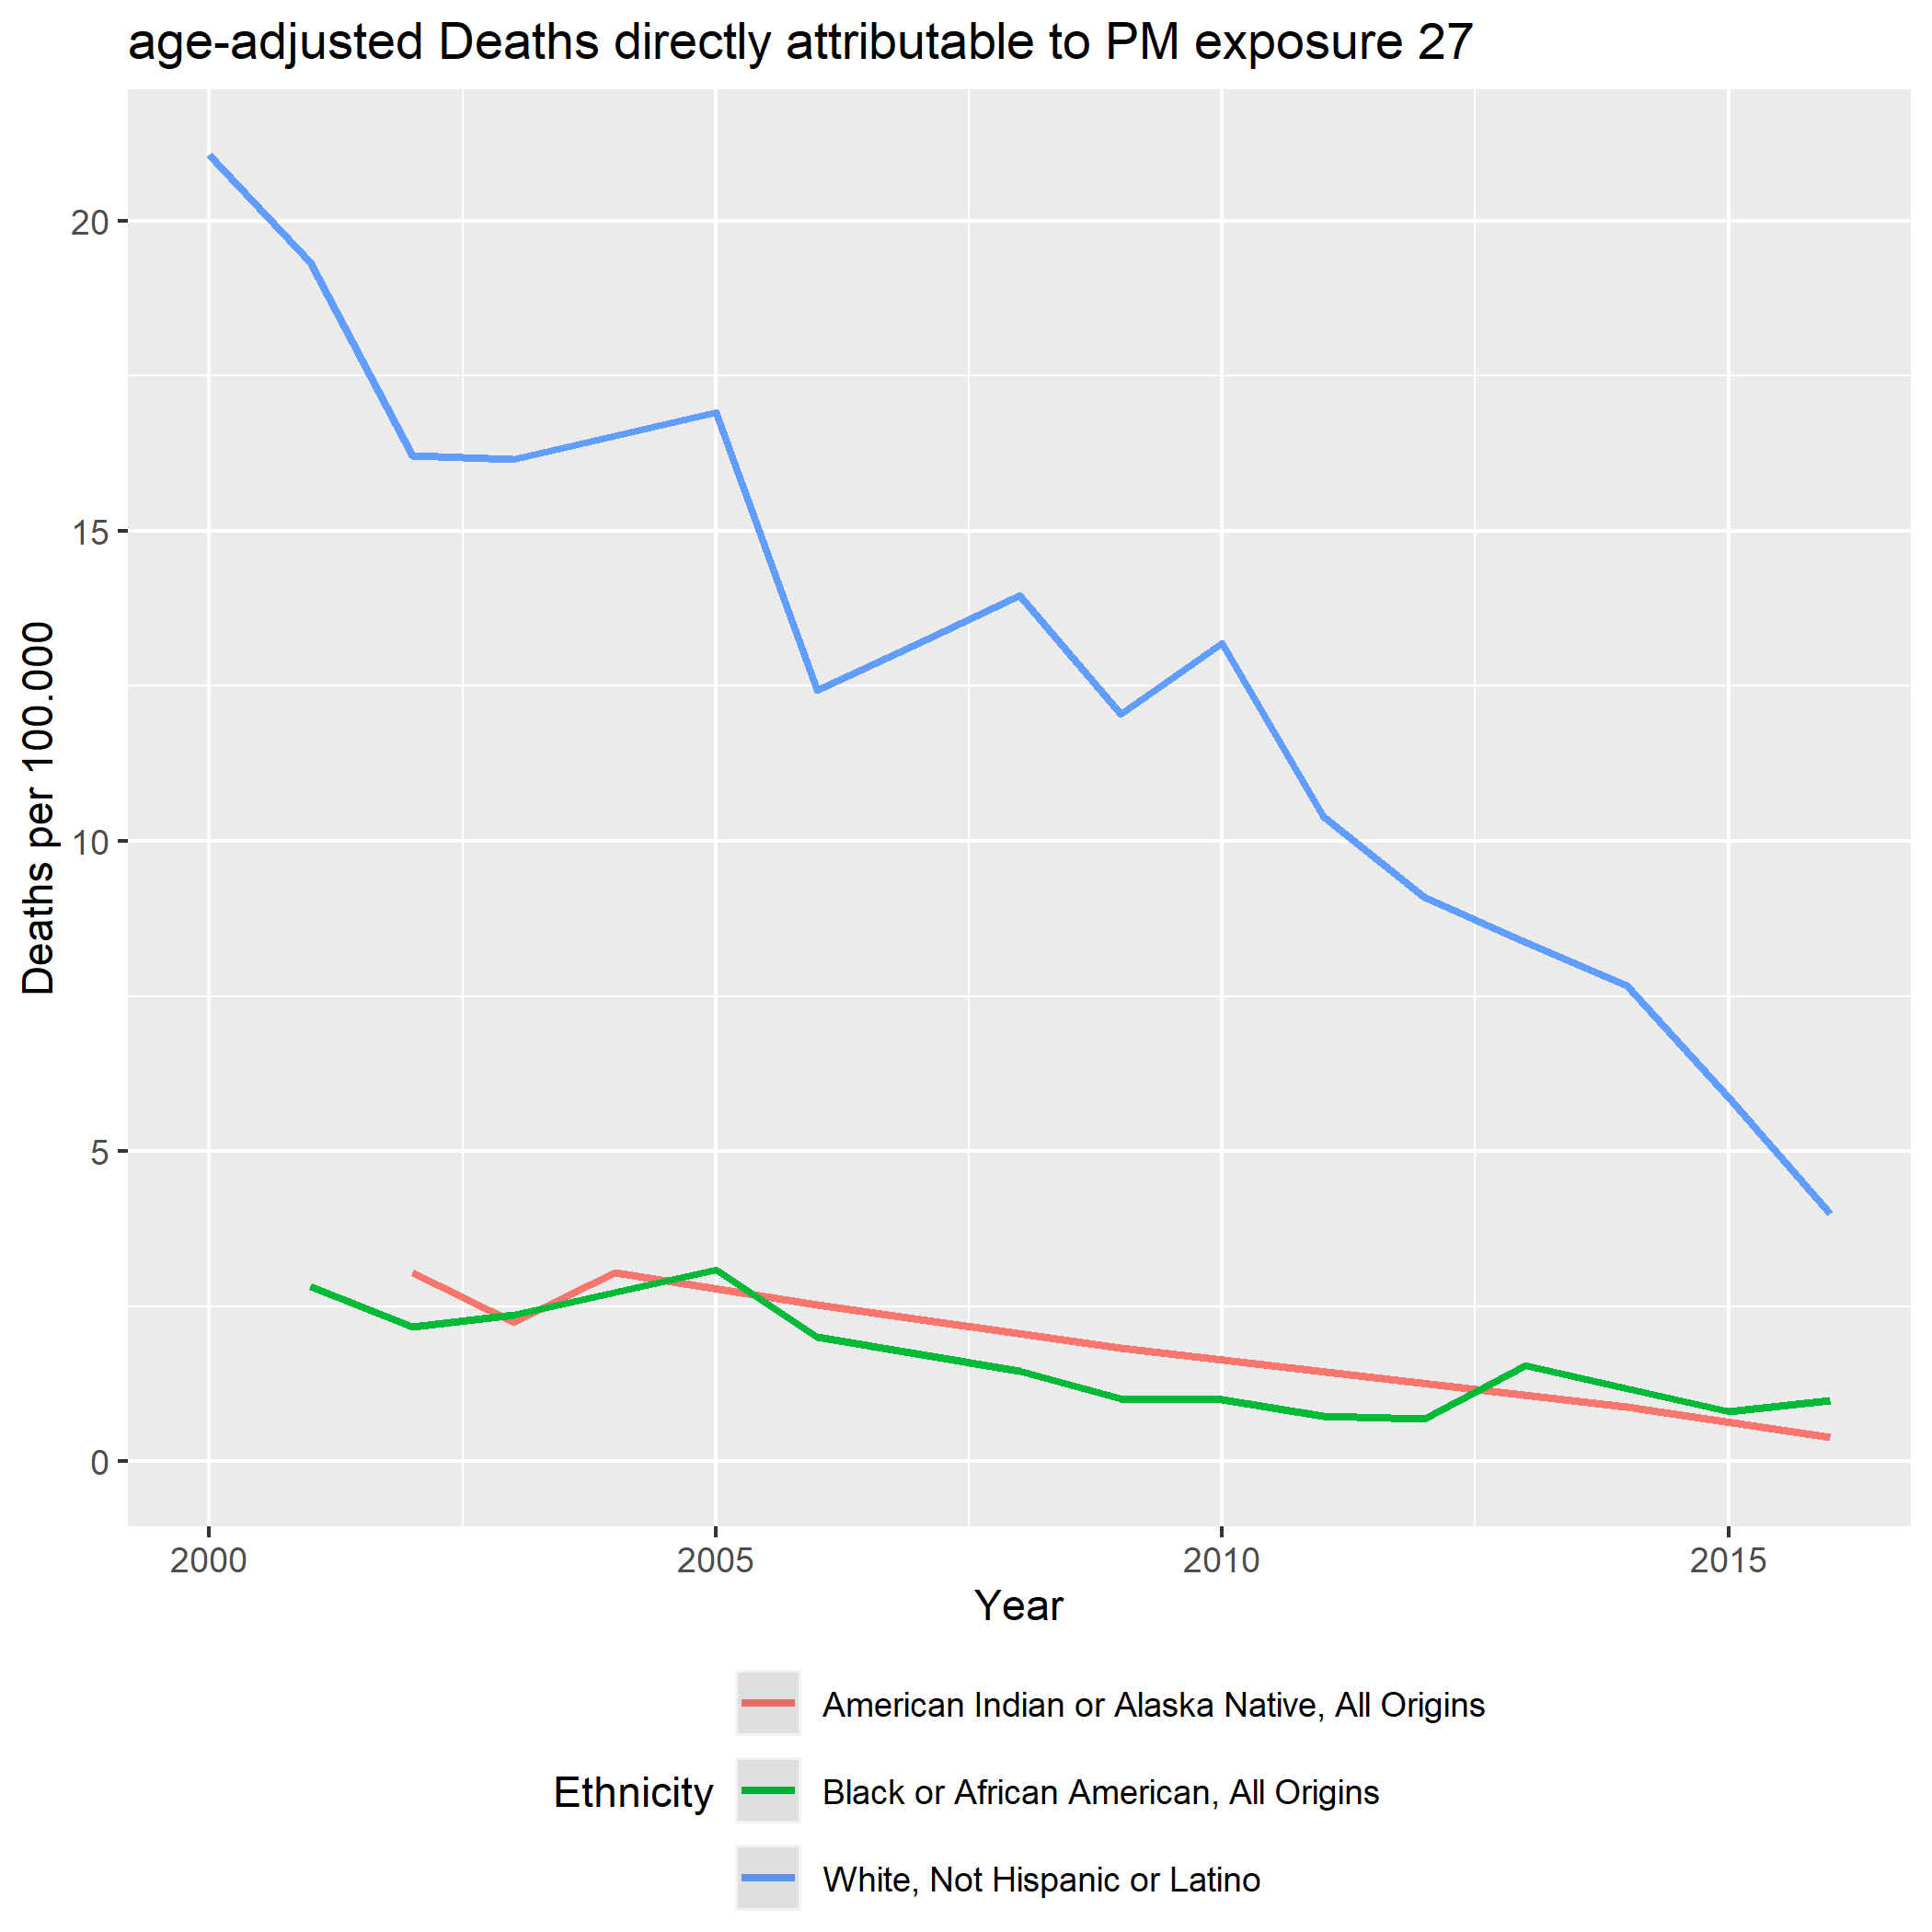 age-adjusted Deaths directly attributable to PM exposure 27
Deaths per 100.000
20
15
10
5
0
2000 2005 2010 2015
Year
Ethnicity
American Indian or Alaska Native, All Origins
Black or African American, All Origins
White, Not Hispanic or Latino